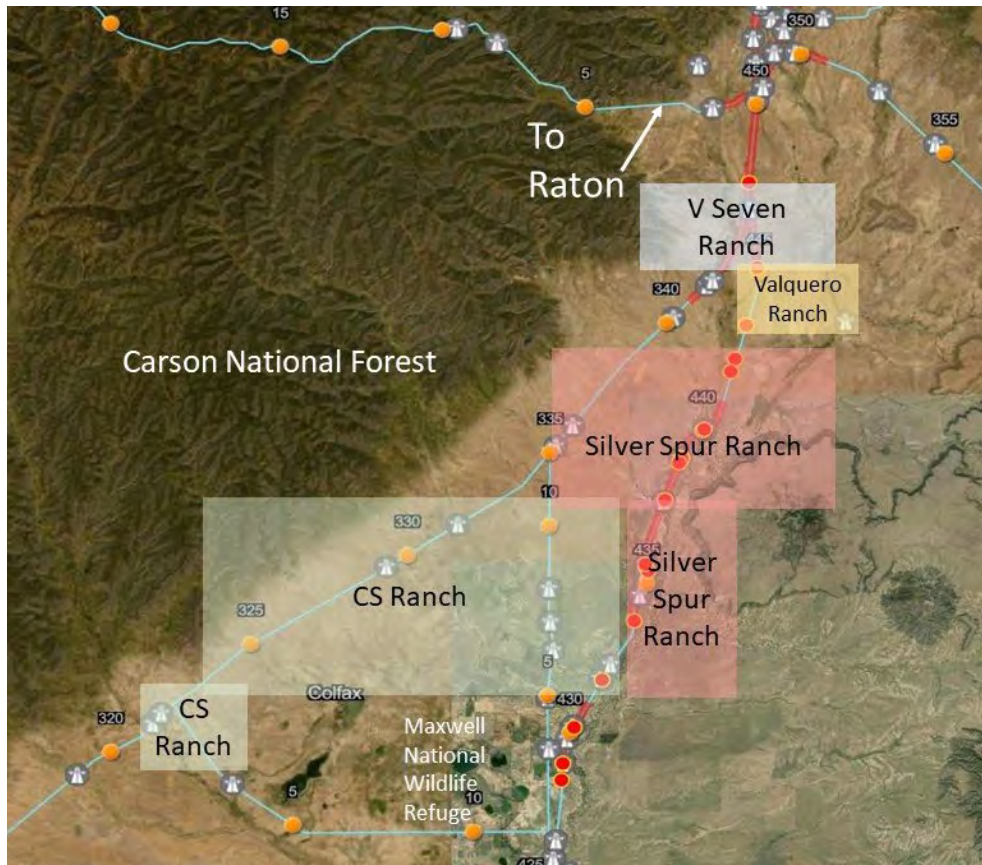 15
350
5
450
355
To
Raton
V Seven
Ranch
Valquero
Ranch
340
Carson National Forest
335
440
Silver Spur Ranch
10
330
435
Silver
Spur
Ranch
CS Ranch
325
5
Colfax
430
CS
Ranch
320
Maxwell
National
Wildlife
Refuge
5
10
425